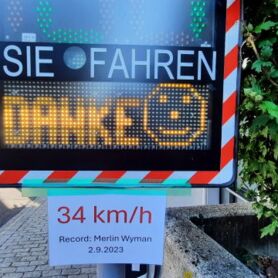 SIE FAHREN
DANKE
34 km/h
Record: Merlin Wyman
2.9.2023